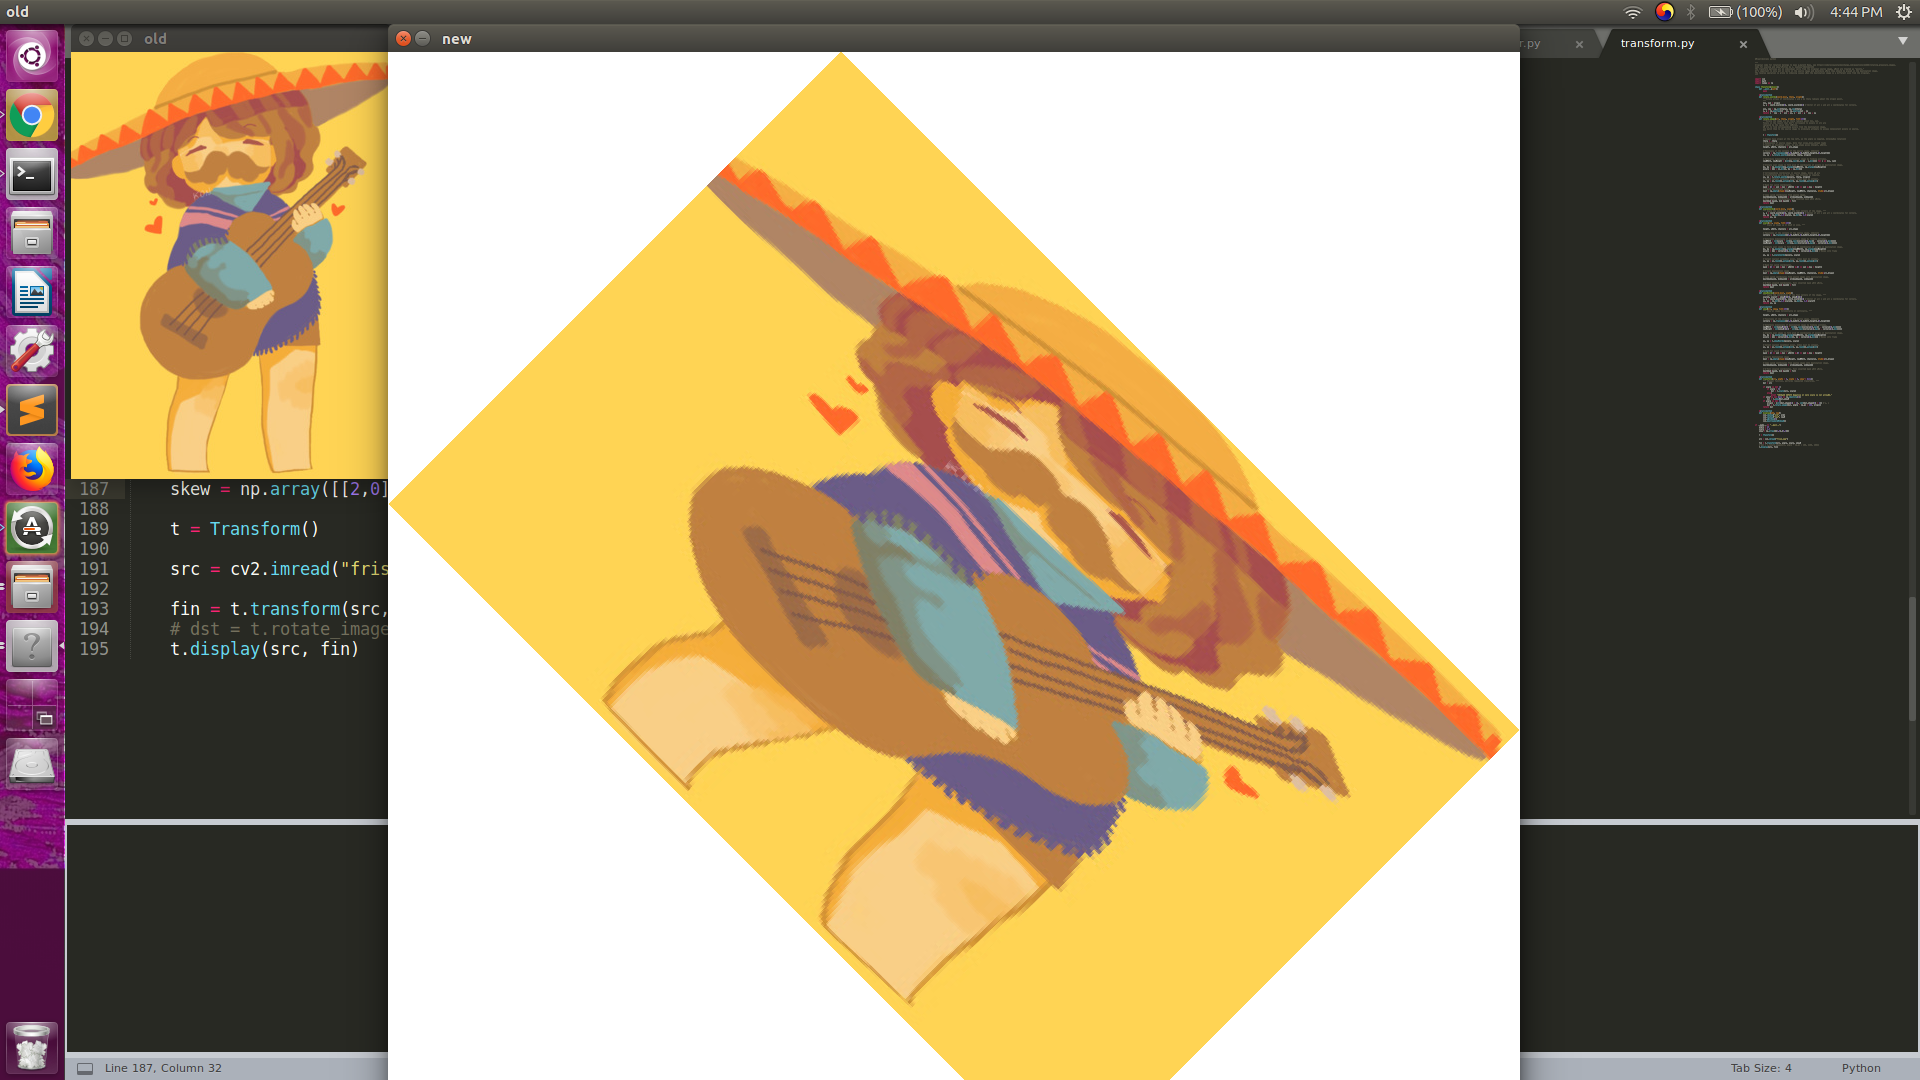 old
(100%)
4:44 PM
old
new
r.py
transform.py
187 skew = np.array([[2,0]
188
189 t = Transform()
190
191 src = cv2.imread("fris
192
193 fin = t.transform(src,
194 # dst = t.rotate_image
195 t.display(src, fin)
Line 187, Column 32
Tab Size: 4
Python